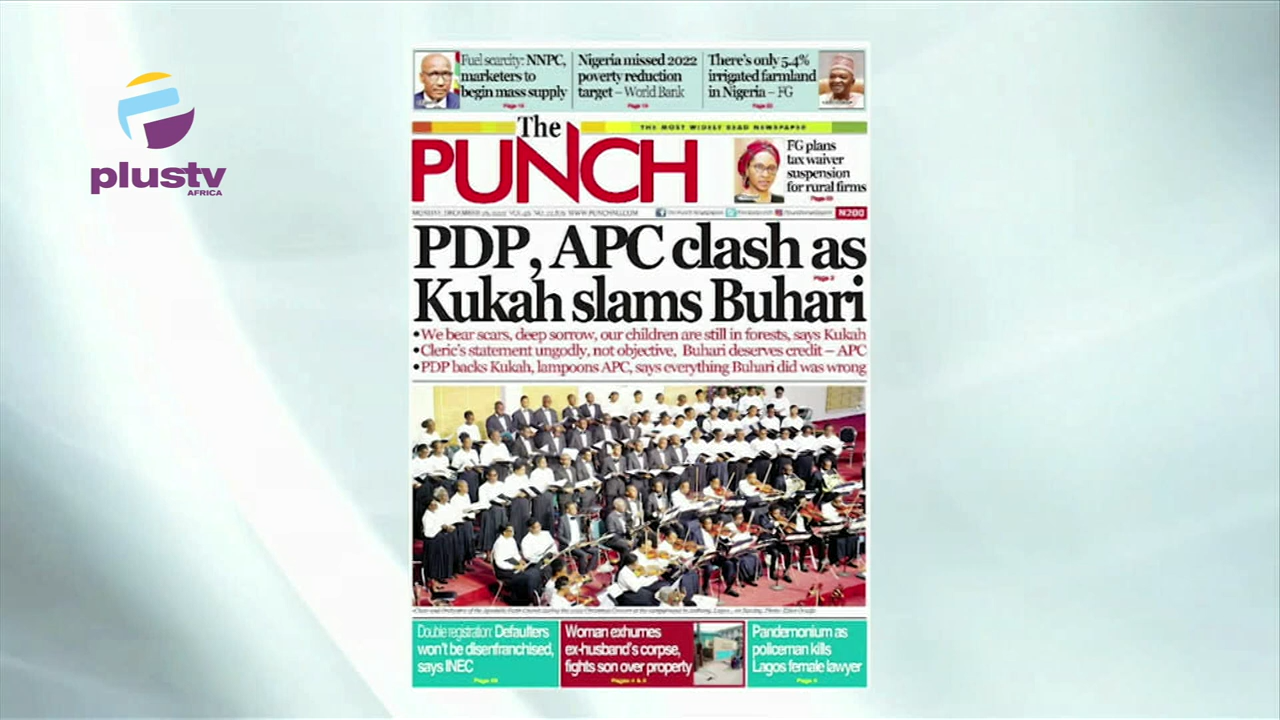 plustv
AFRICA
Fuel scarcity: NNPC,
marketers to
begin mass supply
Nigeria missed 2022
poverty reduction
target – World Bank
There's only 5.4%
irrigated farmland
in Nigeria – FG
The
PUNCH
THE MOST WIDELY READ NEWSPAPER
FG plans
tax waiver
suspension
for rural firms
N200
PDP, APC clash as
Kukah slams Buhari
•We bear scars, deep sorrow, our children are still in forests, says Kukah
•Cleric's statement ungodly, not objective, Buhari deserves credit – APC
•PDP backs Kukah, lampoons APC, says everything Buhari did was wrong
Double registration: Defaulters
won't be disenfranchised,
says INEC
Woman exhumes
ex-husband's corpse,
fights son over property
Pages 4 & 5
Pandemonium as
policeman kills
Lagos female lawyer